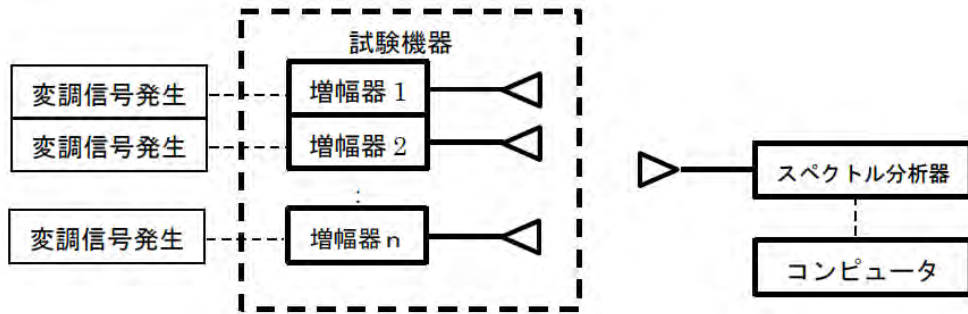 試験機器
変調信号発生
増幅器 1
変調信号発生
増幅器 2
スペクトル分析器
変調信号発生
増幅器 n
コンピュータ